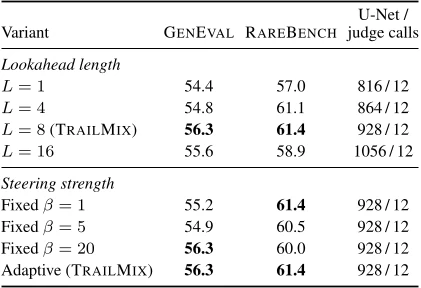 U-Net /
Variant GENEVAL RAREBENCH judge calls
Lookahead length
L = 1 54.4 57.0 816 / 12
L = 4 54.8 61.1 864 / 12
L = 8 (TRAILMIX) 56.3 61.4 928 / 12
L = 16 55.6 58.9 1056 / 12
Steering strength
Fixed β = 1 55.2 61.4 928 / 12
Fixed β = 5 54.9 60.5 928 / 12
Fixed β = 20 56.3 60.0 928 / 12
Adaptive (TRAILMIX) 56.3 61.4 928 / 12